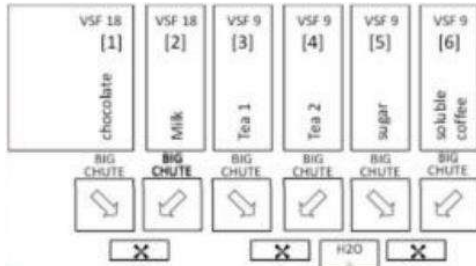 VSF 18 VSF 18 VSF 9 VSF 9 VSF 9 VSF 9
[1] [2] [3] [4] [5] [6]
chocolate Milk Tea 1 Tea 2 sugar soluble coffee
BIG CHUTE
BIG CHUTE
BIG CHUTE
BIG CHUTE
BIG CHUTE
BIG CHUTE
H2O